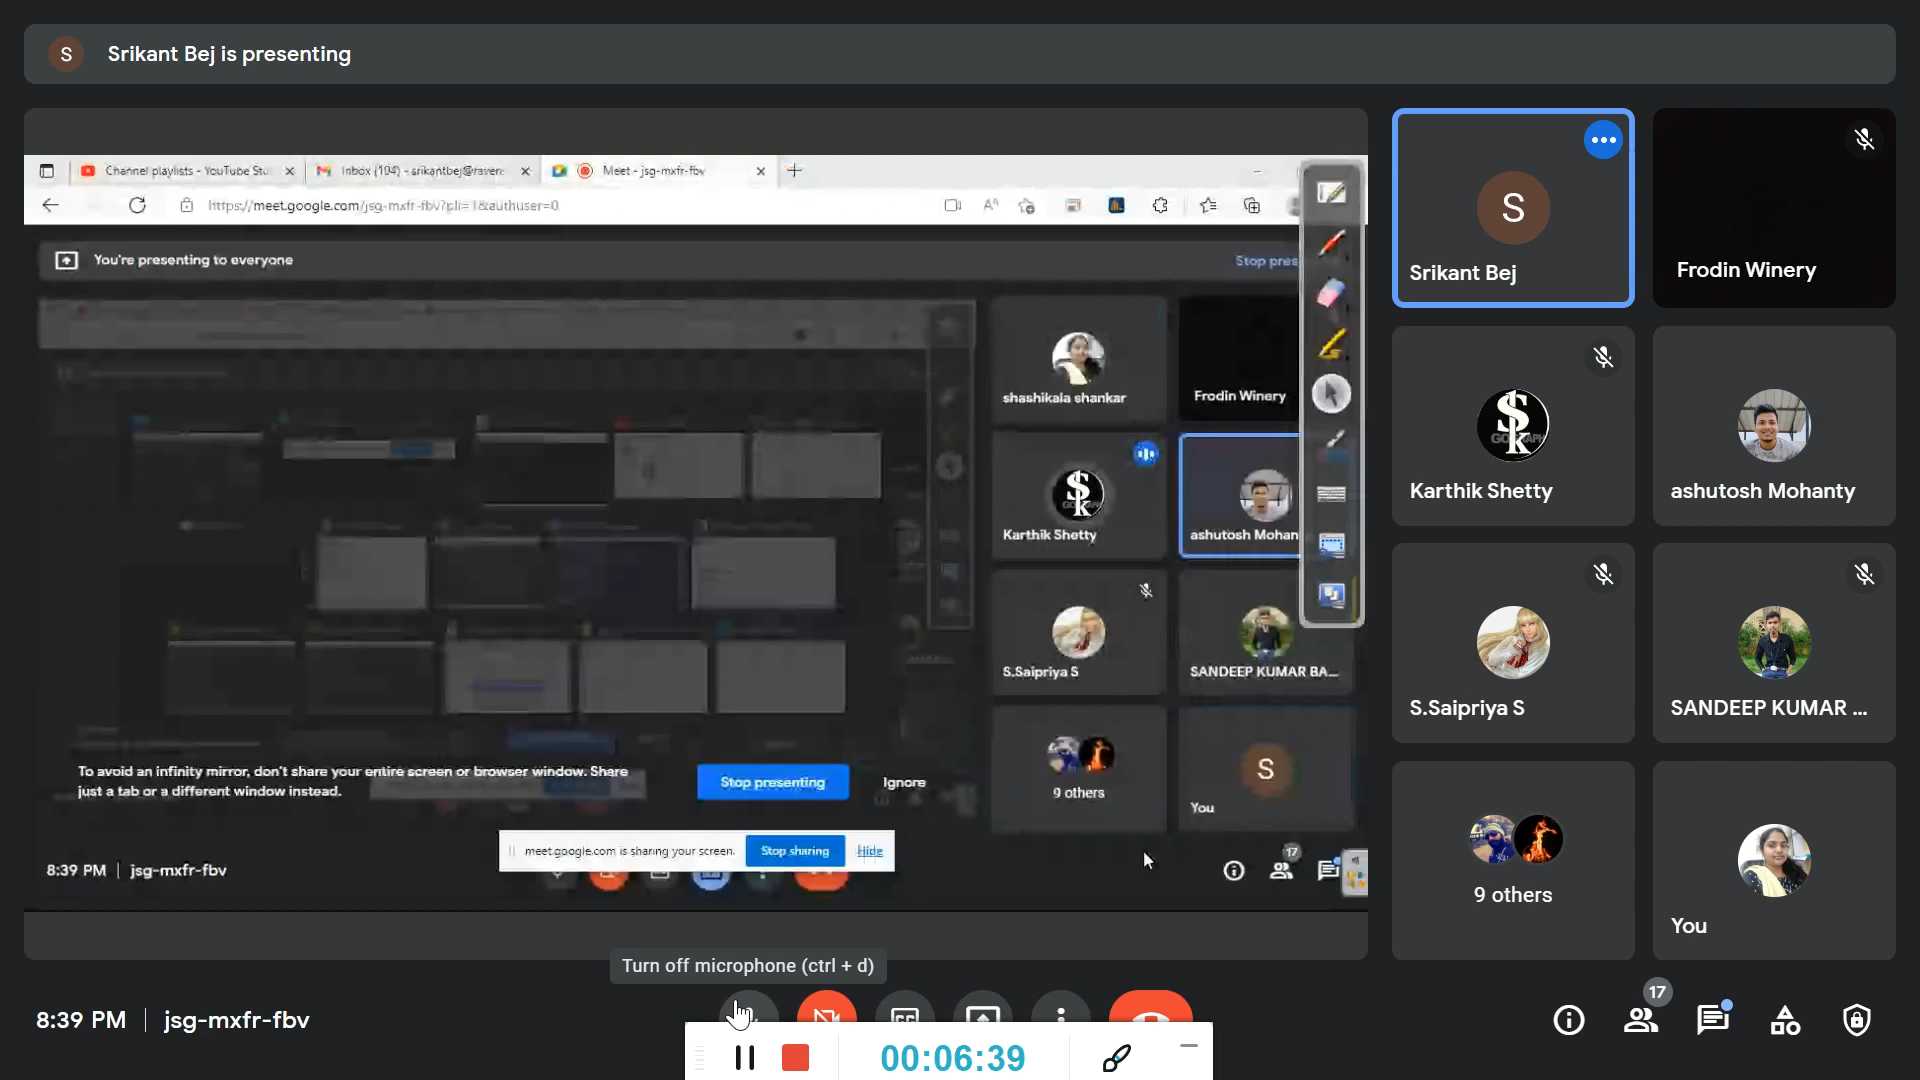 S Srikant Bej is presenting
Channel playlists - YouTube Stu
Inbox (194) - srikantbej@raven
Meet - jsg-mxfr-fbv
https://meet.google.com/jsg-mxfr-fbv?pli=1&authuser=0
You're presenting to everyone
Stop pres
shashikala shankar
Frodin Winery
Karthik Shetty
ashutosh Mohan
S.Saipriya S
SANDEEP KUMAR BA...
9 others
S
You
To avoid an infinity mirror, don't share your entire screen or browser window. Share
just a tab or a different window instead.
Stop presenting
Ignore
meet.google.com is sharing your screen.
Stop sharing
Hide
8:39 PM | jsg-mxfr-fbv
17
S
Srikant Bej
Frodin Winery
Karthik Shetty
ashutosh Mohanty
S.Saipriya S
SANDEEP KUMAR ...
9 others
You
Turn off microphone (ctrl + d)
8:39 PM | jsg-mxfr-fbv
17
00:06:39